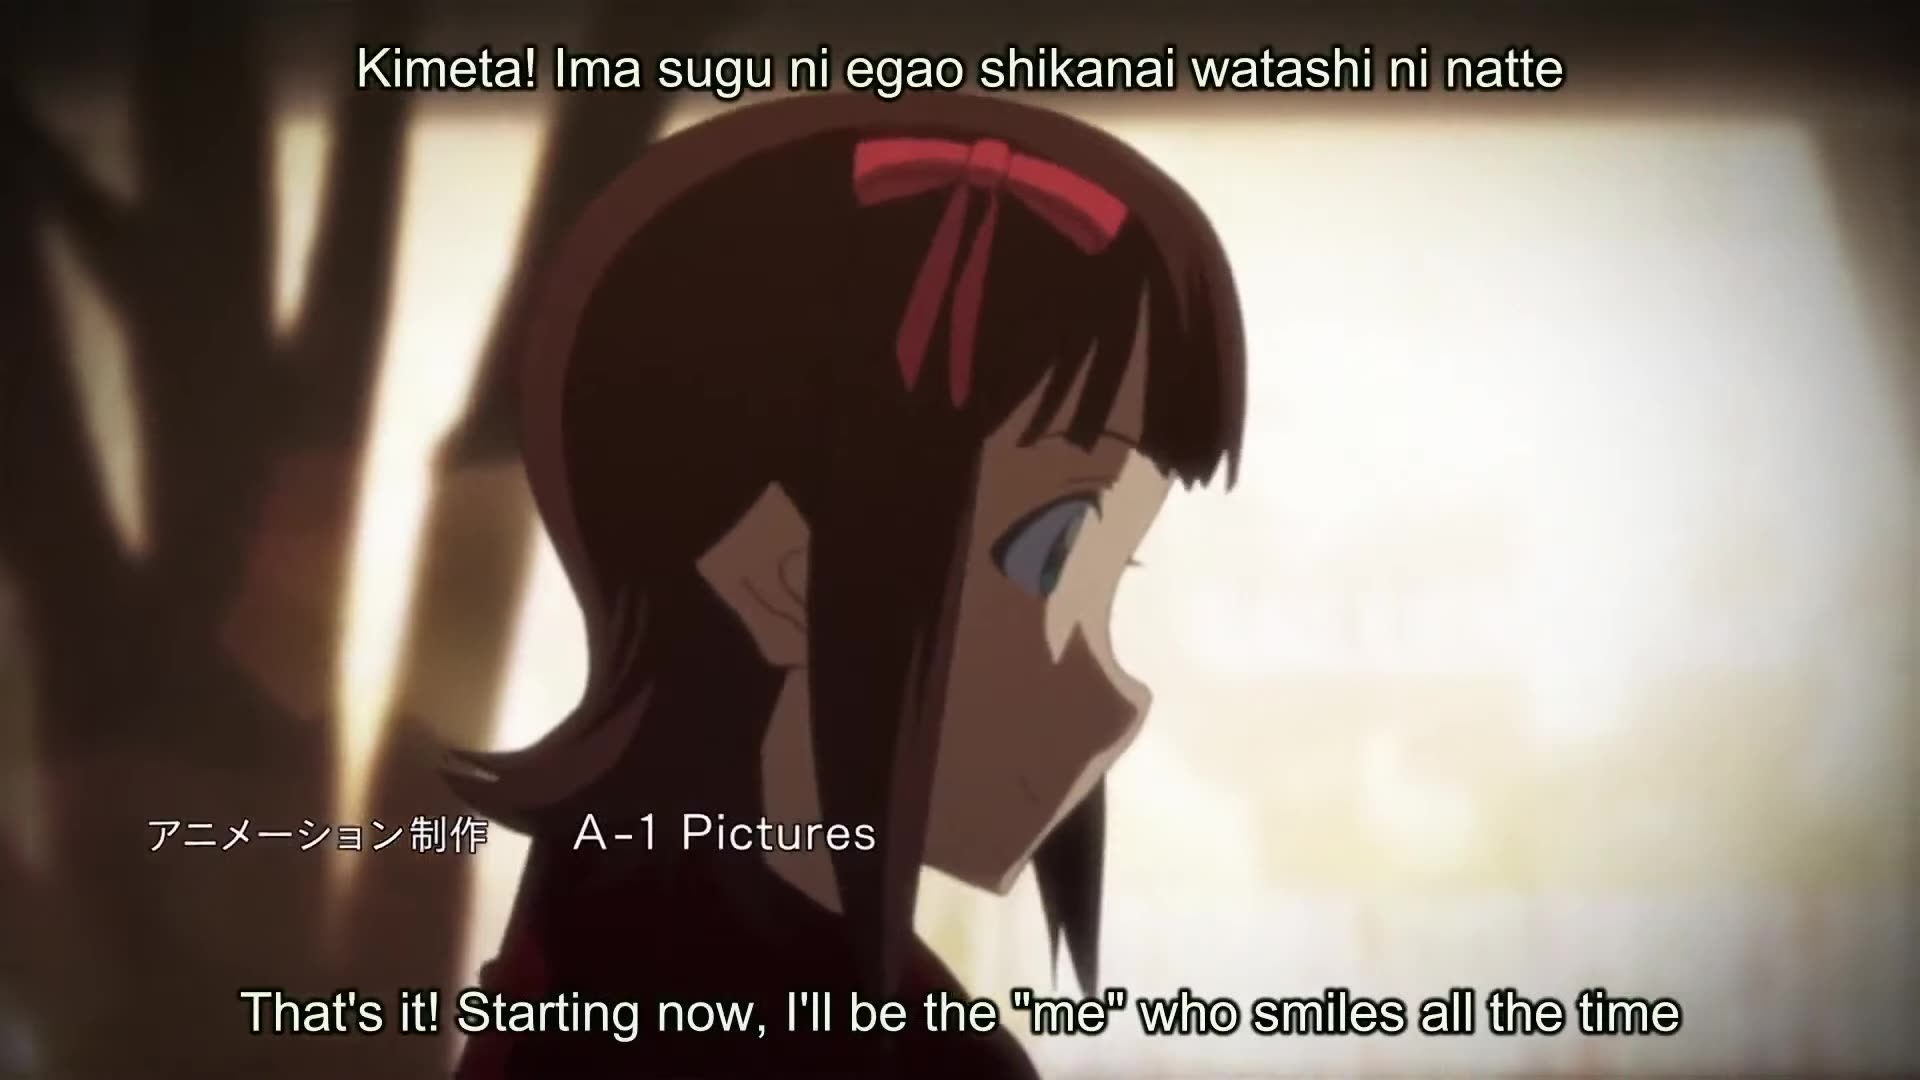 Kimeta! Ima sugu ni egao shikanai watashi ni natte
アニメーション制作 A-1 Pictures
That's it! Starting now, I'll be the "me" who smiles all the time